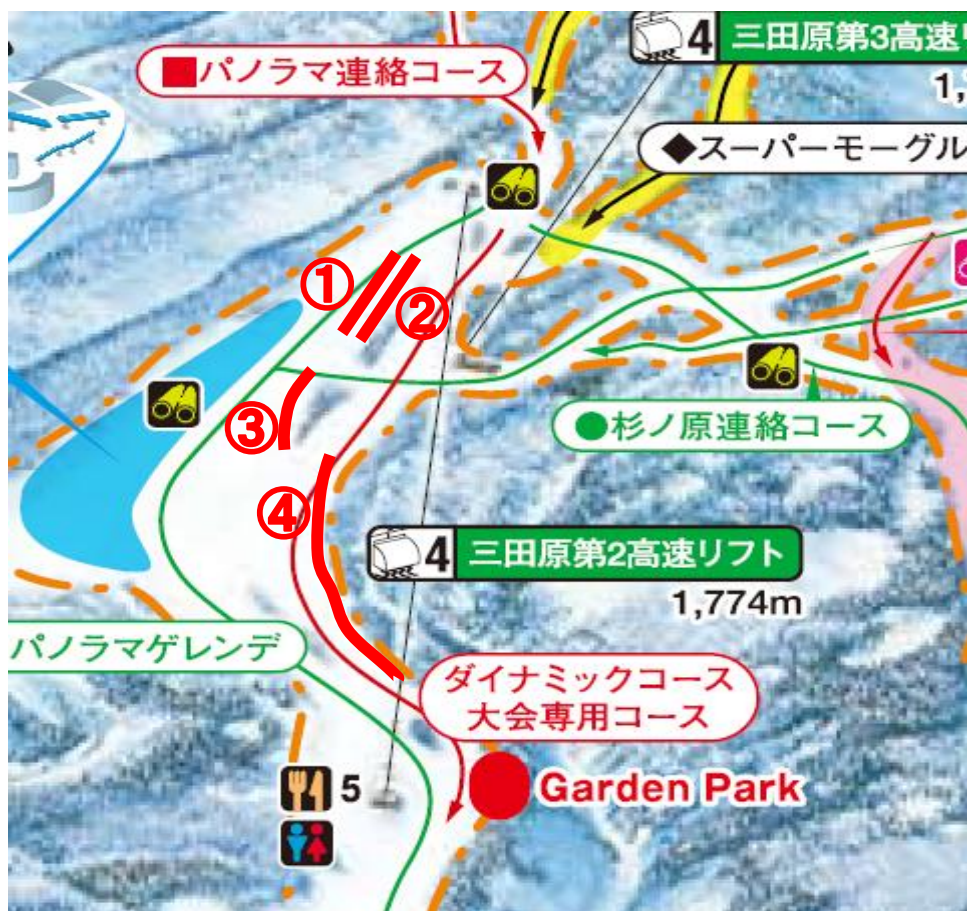 4 三田原第3高速リ
1,
■パノラマ連絡コース
◆スーパーモーグル
①
②
③
●杉ノ原連絡コース
④
4 三田原第2高速リフト
1,774m
パノラマゲレンデ
ダイナミックコース
大会専用コース
5
Garden Park